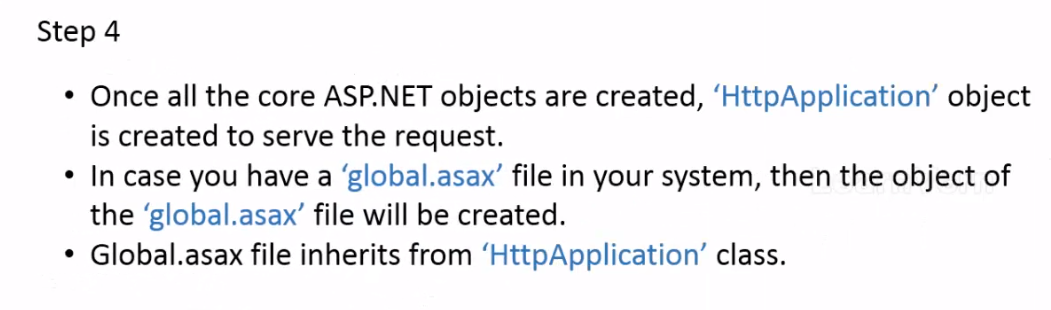 Step 4
• Once all the core ASP.NET objects are created, ‘HttpApplication’ object
is created to serve the request.
• In case you have a ‘global.asax’ file in your system, then the object of
the ‘global.asax’ file will be created.
• Global.asax file inherits from ‘HttpApplication’ class.